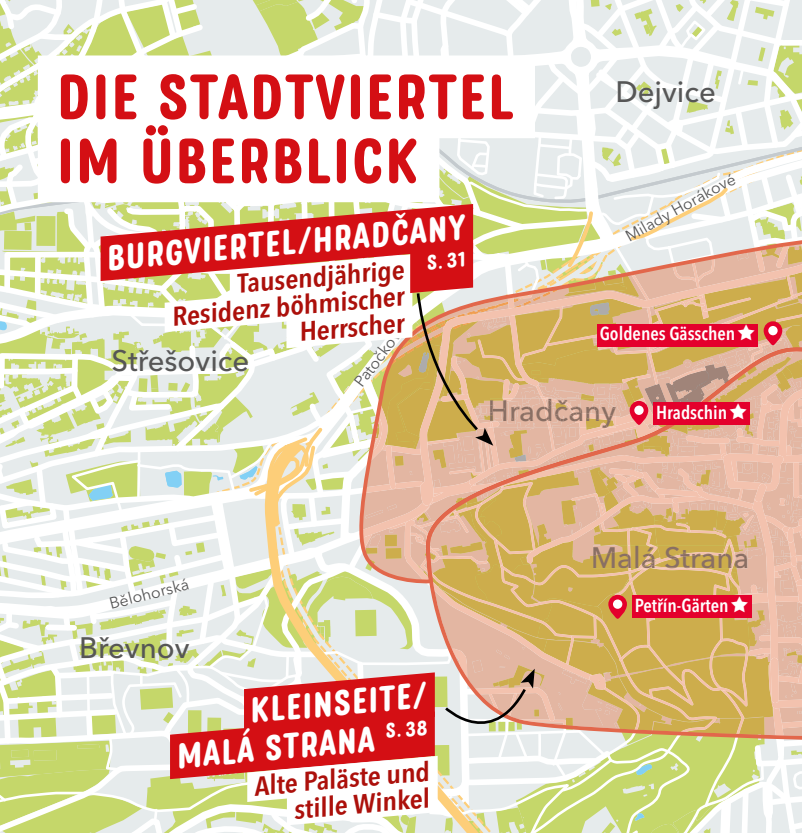 DIE STADTVIERTEL
IM ÜBERBLICK
Dejvice
Milady Horákové
BURGVIERTEL/HRADČANY
S. 31
Tausendjährige
Residenz böhmischer
Herrscher
Goldenes Gässchen
Střešovice
Hradčany
Hradschin
Malá Strana
Petřín-Gärten
Bělohorská
Břevnov
KLEINSEITE/
MALÁ STRANA S. 38
Alte Paläste und
stille Winkel